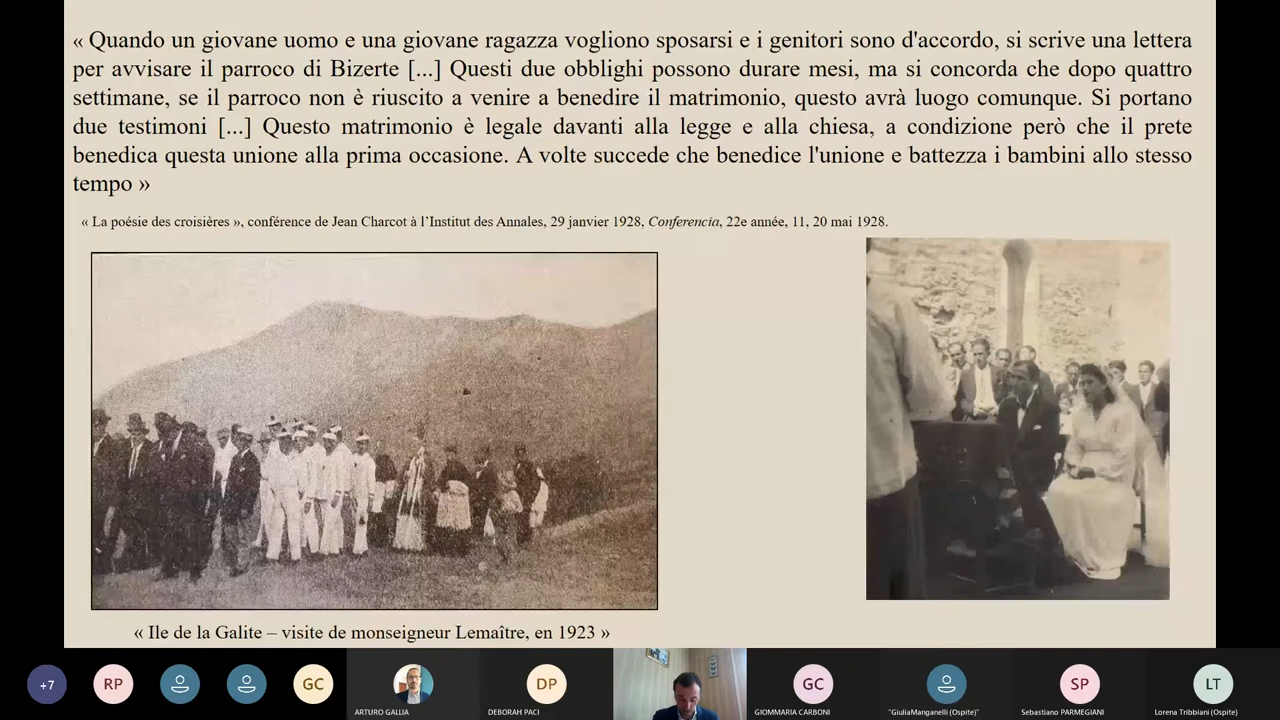 « Quando un giovane uomo e una giovane ragazza vogliono sposarsi e i genitori sono d'accordo, si scrive una lettera
per avvisare il parroco di Bizerte [...] Questi due obblighi possono durare mesi, ma si concorda che dopo quattro
settimane, se il parroco non è riuscito a venire a benedire il matrimonio, questo avrà luogo comunque. Si portano
due testimoni [...] Questo matrimonio è legale davanti alla legge e alla chiesa, a condizione però che il prete
benedica questa unione alla prima occasione. A volte succede che benedice l'unione e battezza i bambini allo stesso
tempo »
« La poésie des croisières », conférence de Jean Charcot à l’Institut des Annales, 29 janvier 1928, Conferencia, 22e année, 11, 20 mai 1928.
« Ile de la Galite – visite de monseigneur Lemaître, en 1923 »
+7
RP
GC
ARTURO GALLIA
DP
DEBORAH PACI
GC
GIOMMARIA CARBONI
"GiuliaManganelli (Ospite)"
SP
Sebastiano PARMEGIANI
LT
Lorena Tribbiani (Ospite)